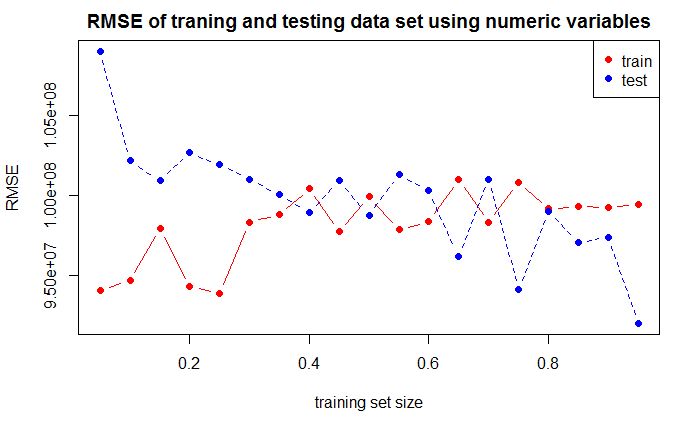 RMSE of traning and testing data set using numeric variables
train
test
RMSE
1.05e+08
1.00e+08
9.50e+07
0.2
0.4
0.6
0.8
training set size